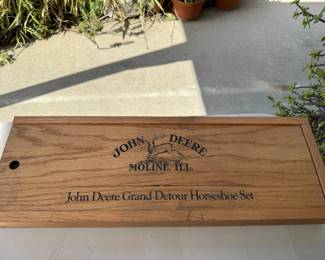 JOHN DEERE
MOLINE, ILL.
John Deere Grand Detour Horseshoe Set